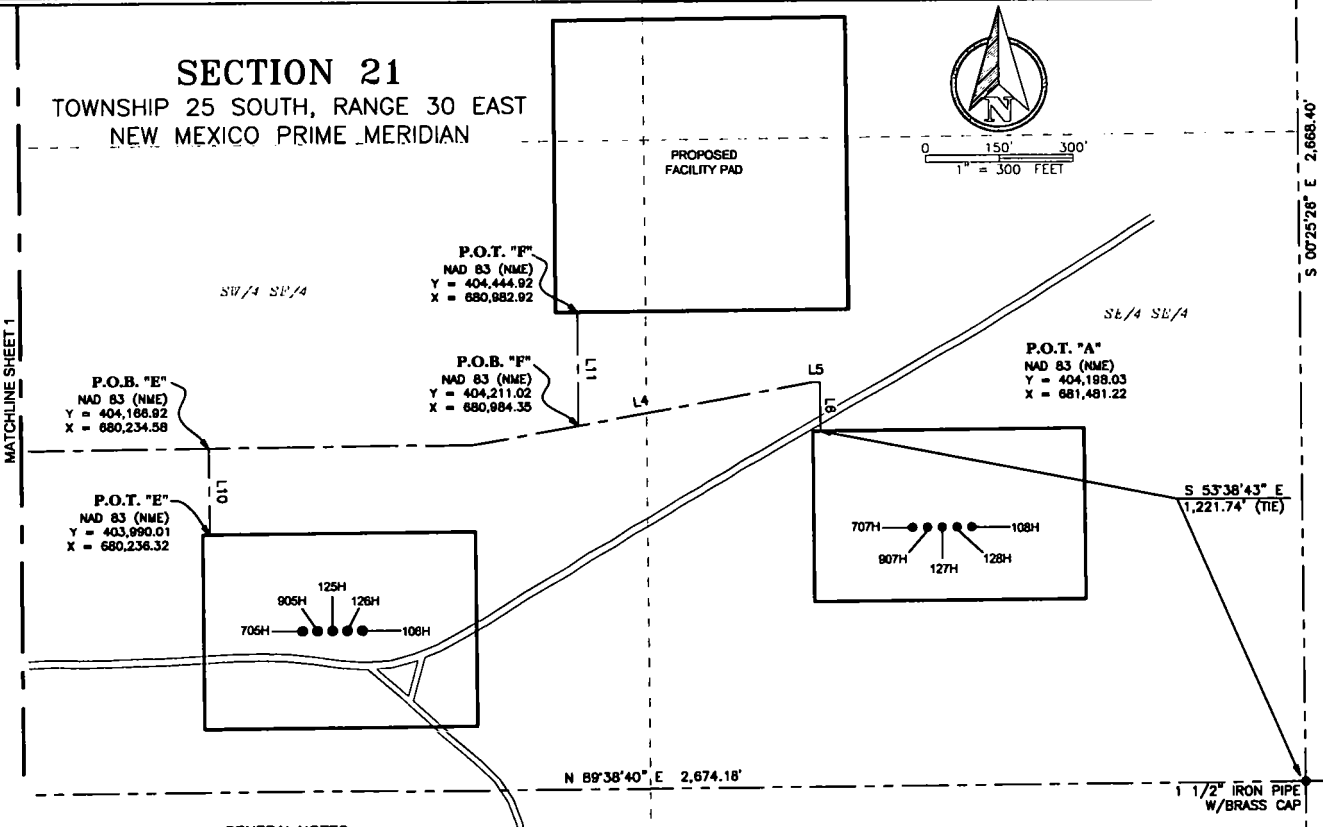 SECTION 21
TOWNSHIP 25 SOUTH, RANGE 30 EAST
NEW MEXICO PRIME MERIDIAN
N
0 150' 300'
1" = 300 FEET
S 00°25'28" E 2,668.40'
PROPOSED
FACILITY PAD
P.O.T. "F"
NAD 83 (NME)
Y = 404,444.92
X = 680,982.92
SW/4 SE/4
SE/4 SE/4
MATCHLINE SHEET 1
P.O.B. "F"
NAD 83 (NME)
Y = 404,211.02
X = 680,984.35
L11
L4
L5
L6
P.O.T. "A"
NAD 83 (NME)
Y = 404,198.03
X = 681,481.22
P.O.B. "E"
NAD 83 (NME)
Y = 404,166.92
X = 680,234.58
L10
P.O.T. "E"
NAD 83 (NME)
Y = 403,990.01
X = 680,236.32
S 53°38'43" E
1,221.74' (TIE)
707H
907H
127H
128H
108H
705H
905H
125H
126H
106H
N 89°38'40" E 2,674.18'
1 1/2" IRON PIPE
W/BRASS CAP
GENERAL NOTES